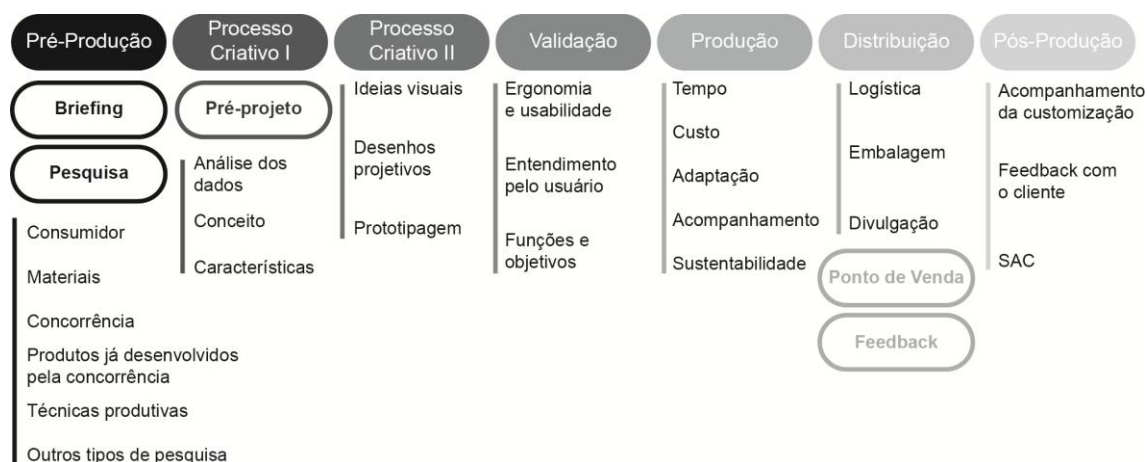 Pré-Produção
Briefing
Pesquisa
Consumidor
Materiais
Concorrência
Produtos já desenvolvidos
pela concorrência
Técnicas produtivas
Outros tipos de pesquisa
Processo
Criativo I
Pré-projeto
Análise dos
dados
Conceito
Características
Processo
Criativo II
Ideias visuais
Desenhos
projetivos
Prototipagem
Validação
Ergonomia
e usabilidade
Entendimento
pelo usuário
Funções e
objetivos
Produção
Tempo
Custo
Adaptação
Acompanhamento
Sustentabilidade
Distribuição
Logística
Embalagem
Divulgação
Ponto de Venda
Feedback
Pós-Produção
Acompanhamento
da customização
Feedback com
o cliente
SAC